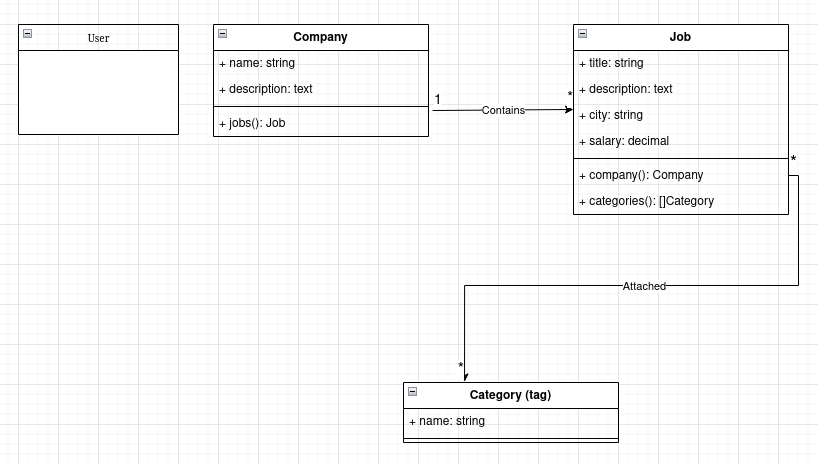 User
Company
+ name: string
+ description: text
+ jobs(): Job
1
Contains
*
Job
+ title: string
+ description: text
+ city: string
+ salary: decimal
+ company(): Company
+ categories(): []Category
*
Attached
*
Category (tag)
+ name: string